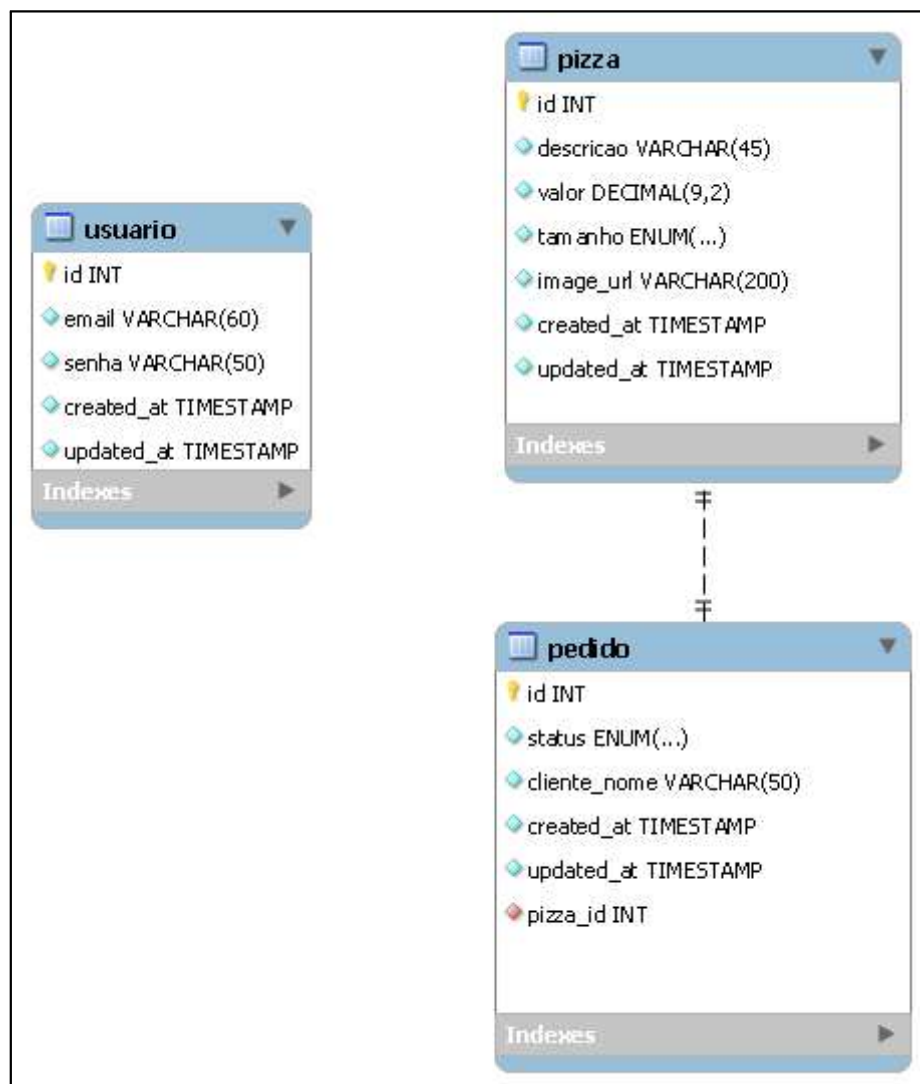 usuario
id INT
email VARCHAR(60)
senha VARCHAR(50)
created_at TIMESTAMP
updated_at TIMESTAMP
Indexes
pizza
id INT
descricao VARCHAR(45)
valor DECIMAL(9,2)
tamanho ENUM(...)
image_url VARCHAR(200)
created_at TIMESTAMP
updated_at TIMESTAMP
Indexes
pedido
id INT
status ENUM(...)
cliente_nome VARCHAR(50)
created_at TIMESTAMP
updated_at TIMESTAMP
pizza_id INT
Indexes